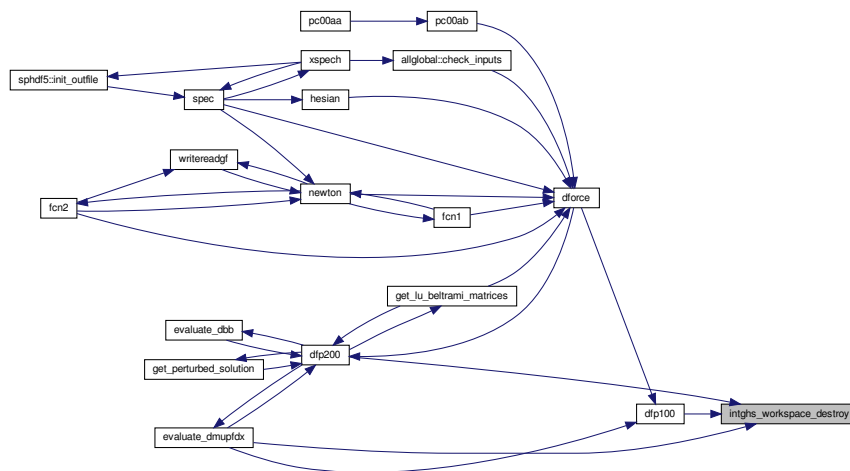 pc00aa
pc00ab
xspech
allglobal::check_inputs
sphdf5::init_outfile
spec
hesian
writereadgf
newton
dforce
fcn2
fcn1
get_lu_beltrami_matrices
evaluate_dbb
dfp200
get_perturbed_solution
dfp100
intghs_workspace_destroy
evaluate_dmupfdx